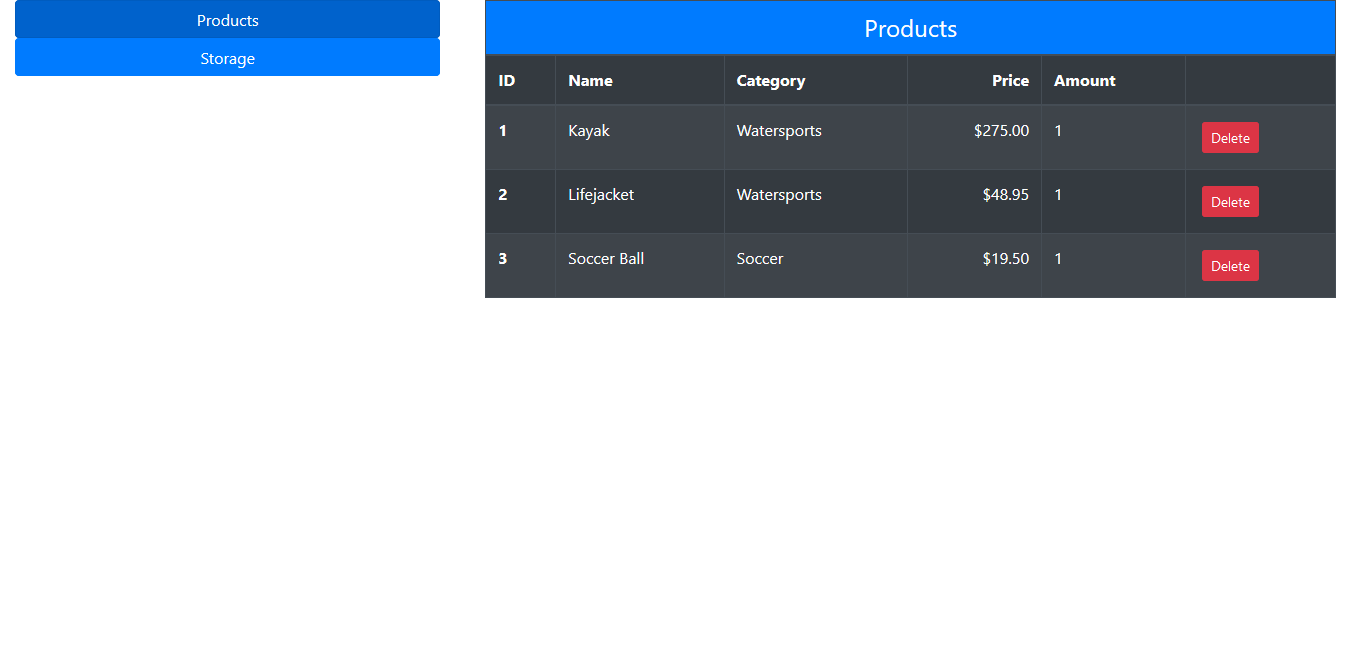 Products
Storage
Products
ID Name Category Price Amount
1 Kayak Watersports $275.00 1 Delete
2 Lifejacket Watersports $48.95 1 Delete
3 Soccer Ball Soccer $19.50 1 Delete